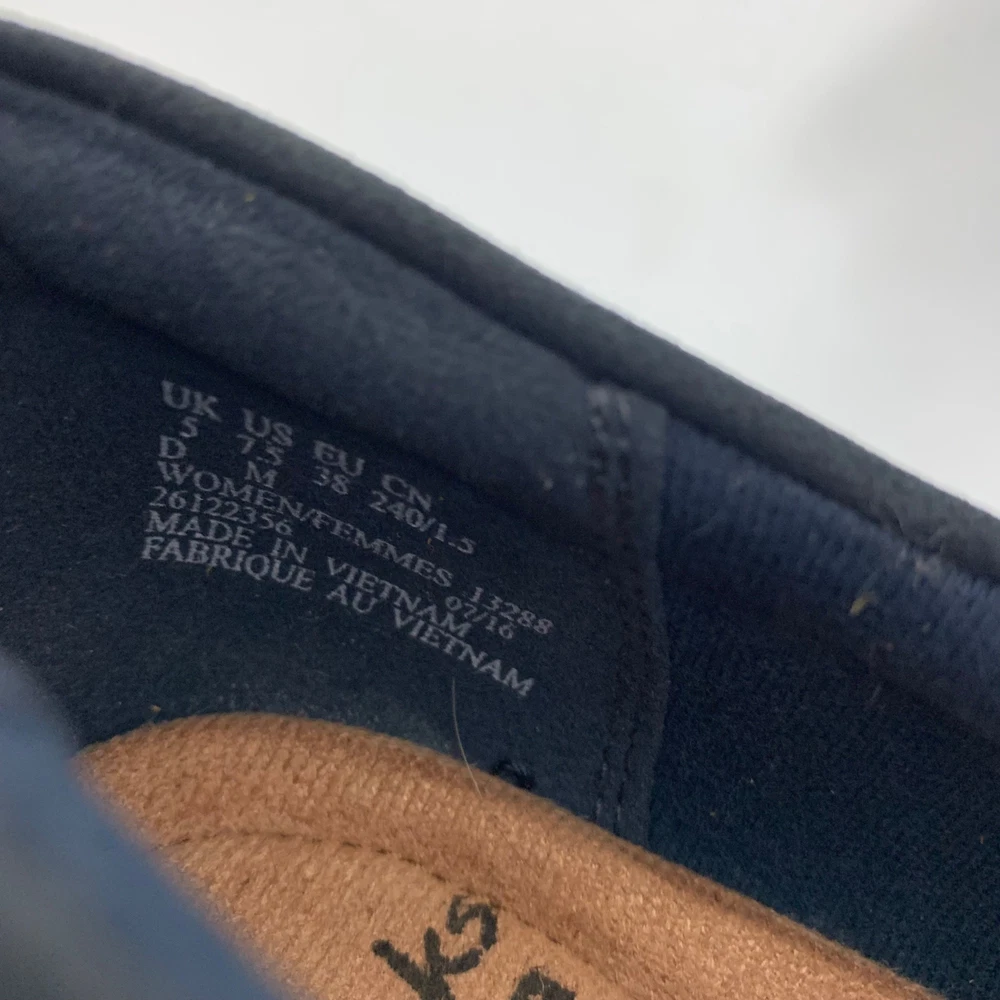 UK US EU CN
5 7.5 38 240/1.5
D M
WOMEN/FEMMES 13288
26122356 07/16
MADE IN VIETNAM
FABRIQUE AU VIETNAM
ks